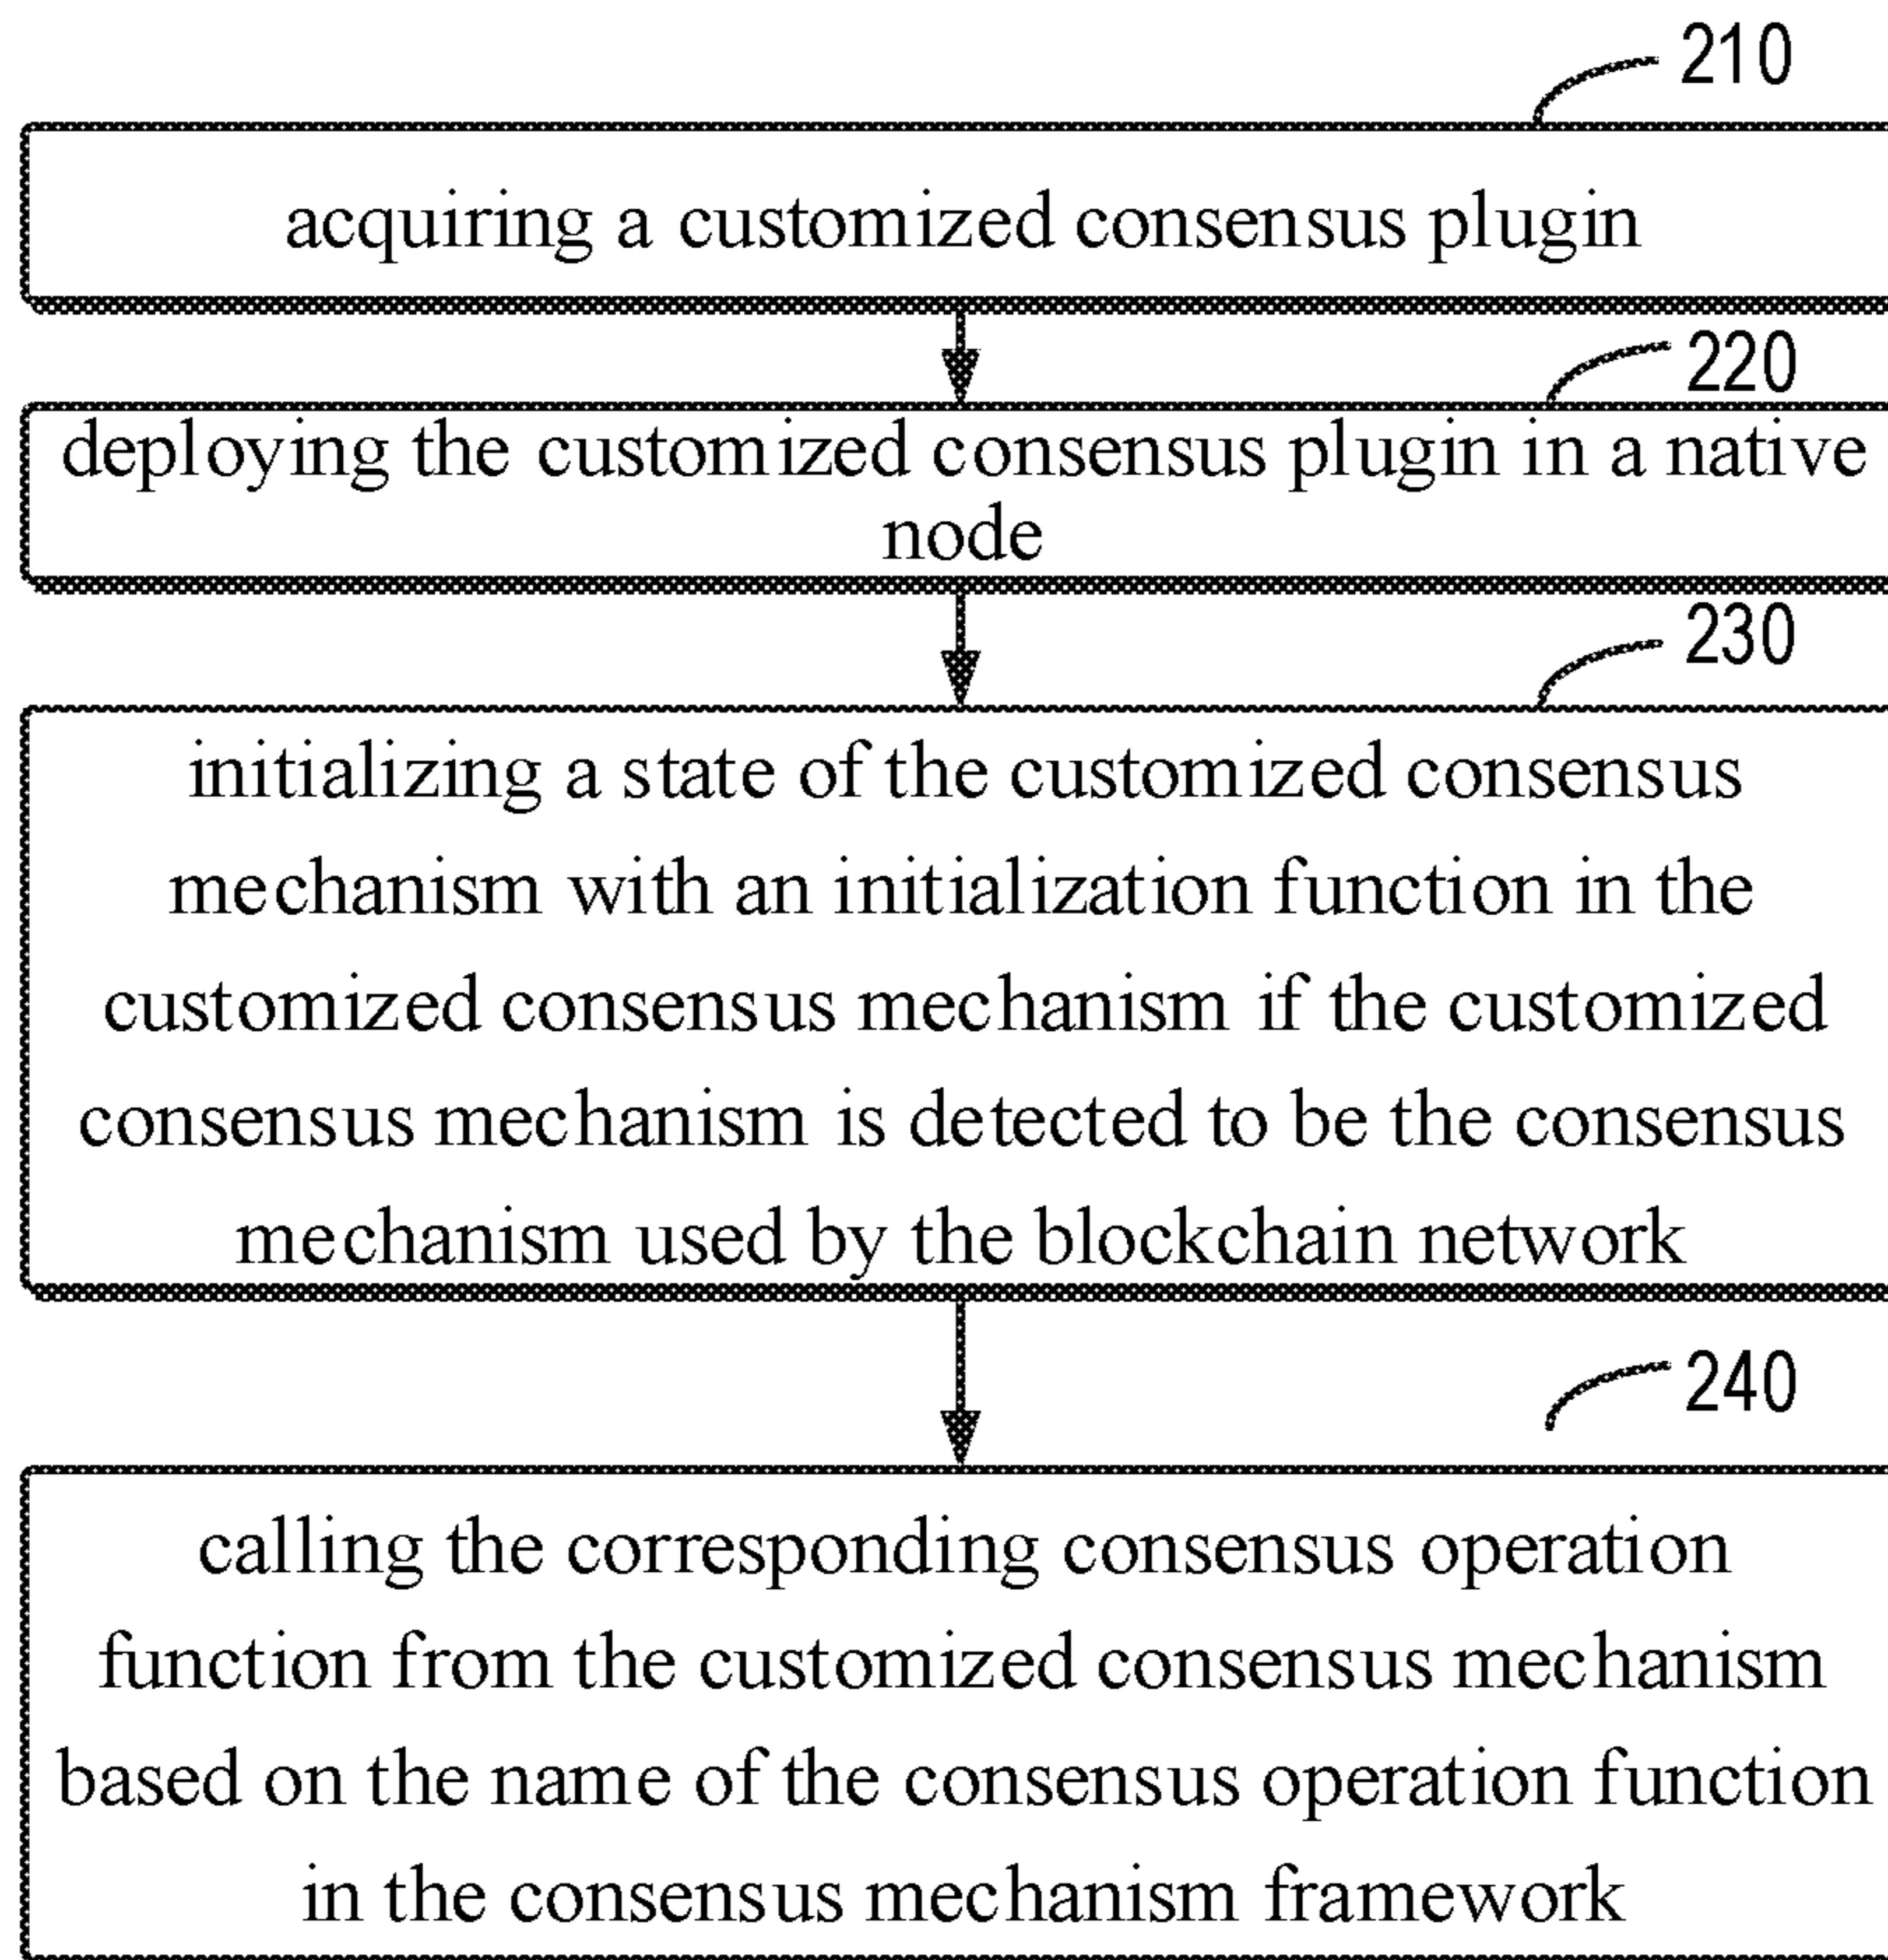 210
acquiring a customized consensus plugin
220
deploying the customized consensus plugin in a native
node
230
initializing a state of the customized consensus
mechanism with an initialization function in the
customized consensus mechanism if the customized
consensus mechanism is detected to be the consensus
mechanism used by the blockchain network
240
calling the corresponding consensus operation
function from the customized consensus mechanism
based on the name of the consensus operation function
in the consensus mechanism framework